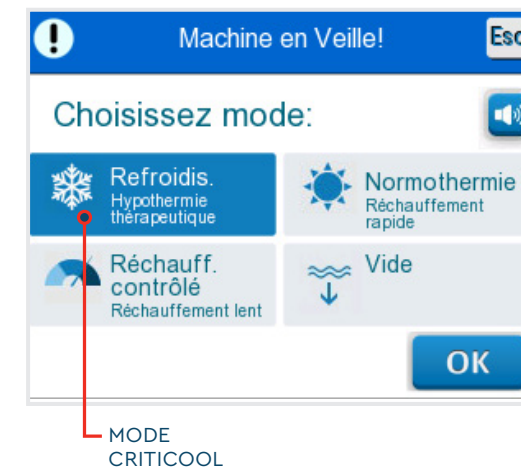 Machine en Veille!
Esc
Choisissez mode:
Refroidis.
Hypothermie
thérapeutique
Normothermie
Réchauffement
rapide
Réchauff.
contrôlé
Réchauffement lent
Vide
OK
MODE
CRITICOOL